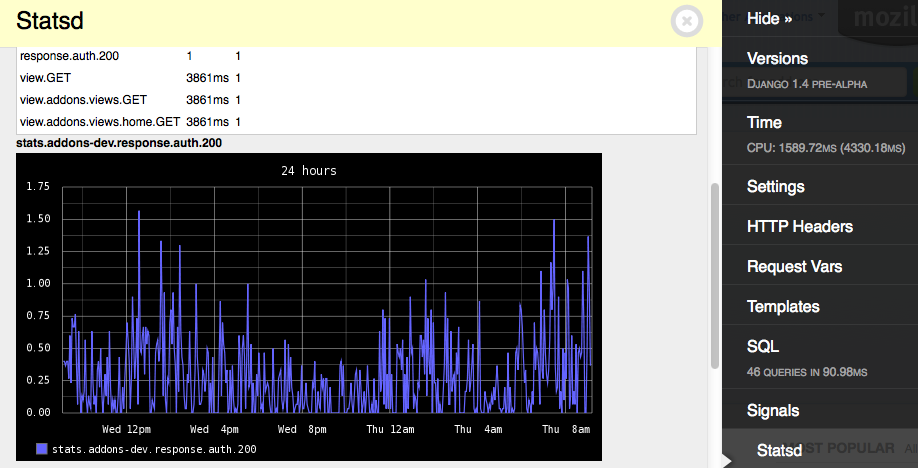 Statsd
response.auth.200 1 1
view.GET 3861ms 1
view.addons.views.GET 3861ms 1
view.addons.views.home.GET 3861ms 1
stats.addons-dev.response.auth.200
24 hours
1.75
1.50
1.25
1.00
0.75
0.50
0.25
0.00
Wed 12pm Wed 4pm Wed 8pm Thu 12am Thu 4am Thu 8am
stats.addons-dev.response.auth.200
Hide »
mozil
Versions
Django 1.4 pre-alpha
Time
CPU: 1589.72ms (4330.18ms)
Settings
HTTP Headers
Request Vars
Templates
SQL
46 queries in 90.98ms
Signals
Statsd
MOST POPULAR